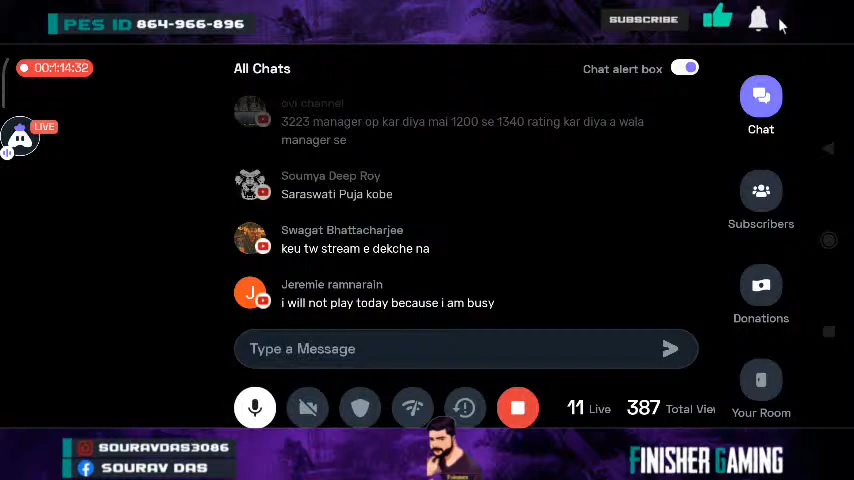 PES ID 864-966-896
SUBSCRIBE
00:1:14:32
All Chats
Chat alert box
LIVE
ovi channel
3223 manager op kar diya mai 1200 se 1340 rating kar diya a wala
manager se
Chat
Soumya Deep Roy
Saraswati Puja kobe
Swagat Bhattacharjee
keu tw stream e dekche na
Subscribers
J
Jeremie ramnarain
i will not play today because i am busy
Donations
Type a Message
11 Live
387 Total Viev
Your Room
SOURAVDAS3086
SOURAV DAS
FINISHER GAMING